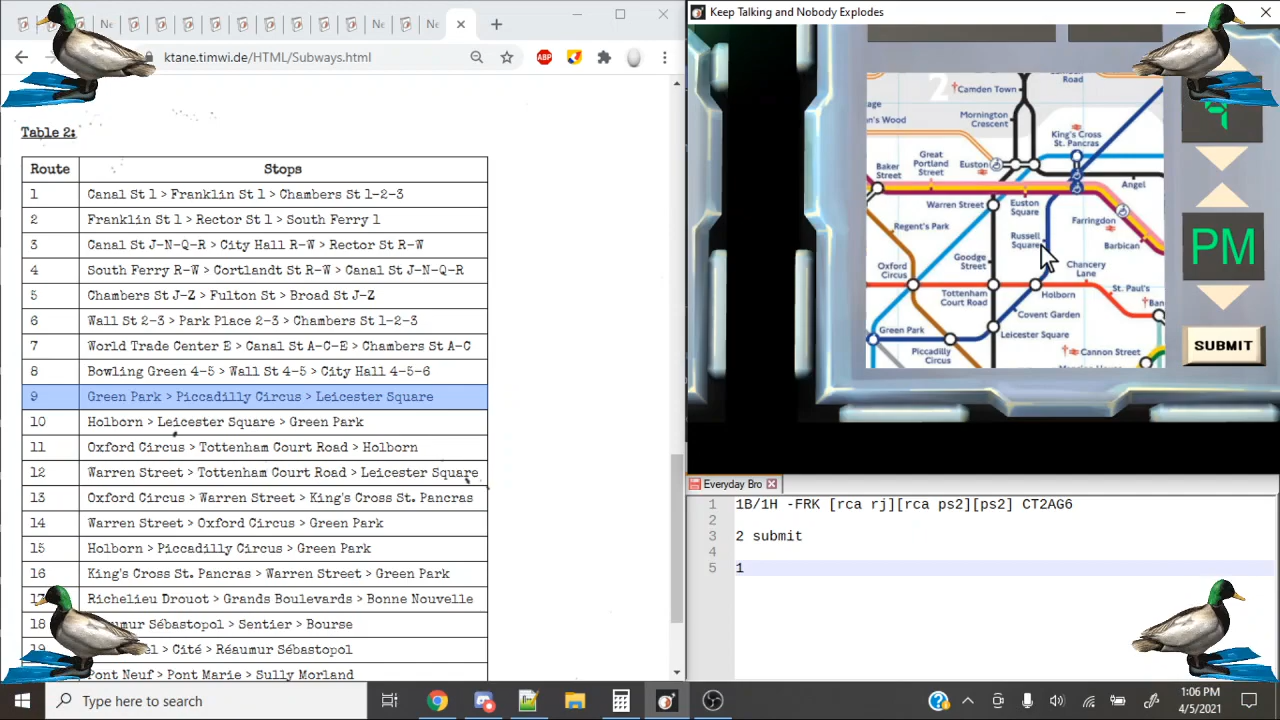 Ne
Ne
Keep Talking and Nobody Explodes
ktane.timwi.de/HTML/Subways.html
ABP
Table 2:
Route Stops
1 Canal St 1 > Franklin St 1 > Chambers St 1-2-3
2 Franklin St 1 > Rector St 1 > South Ferry 1
3 Canal St J-N-Q-R > City Hall R-W > Rector St R-W
4 South Ferry R-W > Cortlandt St R-W > Canal St J-N-Q-R
5 Chambers St J-Z > Fulton St > Broad St J-Z
6 Wall St 2-3 > Park Place 2-3 > Chambers St 1-2-3
7 World Trade Center E > Canal St A-C-E > Chambers St A-C
8 Bowling Green 4-5 > Wall St 4-5 > City Hall 4-5-6
9 Green Park > Piccadilly Circus > Leicester Square
10 Holborn > Leicester Square > Green Park
11 Oxford Circus > Tottenham Court Road > Holborn
12 Warren Street > Tottenham Court Road > Leicester Square
13 Oxford Circus > Warren Street > King's Cross St. Pancras
14 Warren Street > Oxford Circus > Green Park
15 Holborn > Piccadilly Circus > Green Park
16 King's Cross St. Pancras > Warren Street > Green Park
17 Richelieu Drouot > Grands Boulevards > Bonne Nouvelle
18 Réaumur Sébastopol > Sentier > Bourse
19 > Cité > Réaumur Sébastopol
Pont Neuf > Pont Marie > Sully Morland
2
Camden Town
Road
age
n's Wood
Mornington
Crescent
King's Cross
St. Pancras
Baker
Street
Great
Portland
Street
Euston
Angel
Warren Street
Euston
Square
Farringdon
Regent's Park
Russell
Square
Barbican
Goodge
Street
Chancery
Lane
Oxford
Circus
St. Paul's
Tottenham
Court Road
Holborn
Ban
Covent Garden
Green Park
Leicester Square
Piccadilly
Circus
Cannon Street
PM
SUBMIT
Everyday Bro
1 1B/1H -FRK [rca rj][rca ps2][ps2] CT2AG6
2
3 2 submit
4
5 1
Type here to search
1:06 PM
4/5/2021